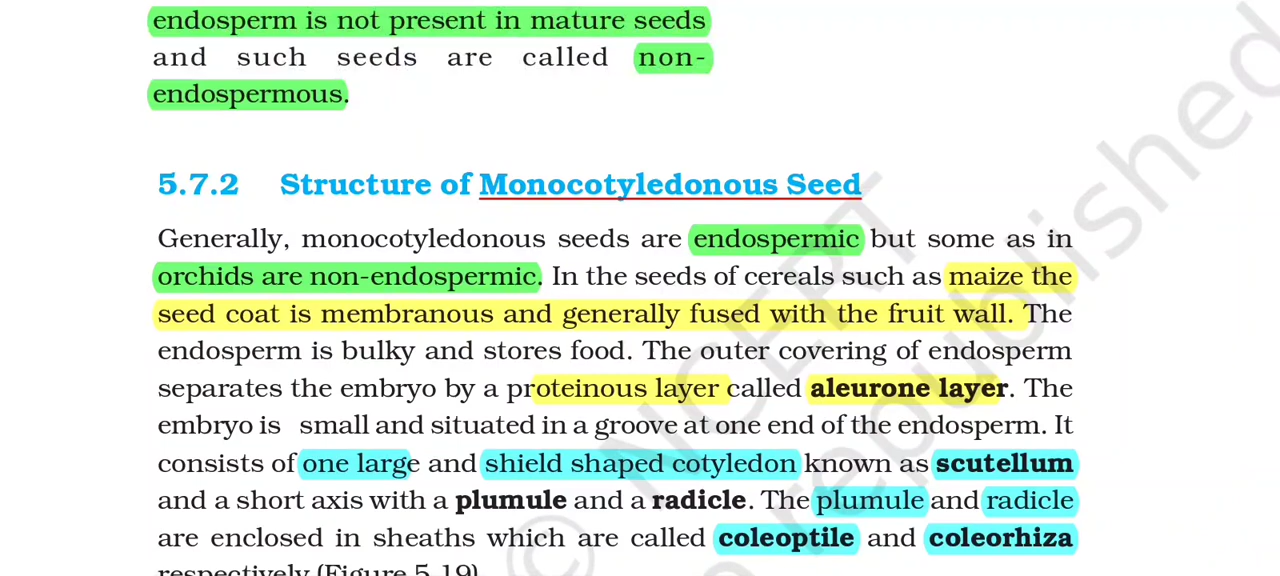 endosperm is not present in mature seeds
and such seeds are called non-
endospermous.
5.7.2 Structure of Monocotyledonous Seed
Generally, monocotyledonous seeds are endospermic but some as in
orchids are non-endospermic. In the seeds of cereals such as maize the
seed coat is membranous and generally fused with the fruit wall. The
endosperm is bulky and stores food. The outer covering of endosperm
separates the embryo by a proteinous layer called aleurone layer. The
embryo is small and situated in a groove at one end of the endosperm. It
consists of one large and shield shaped cotyledon known as scutellum
and a short axis with a plumule and a radicle. The plumule and radicle
are enclosed in sheaths which are called coleoptile and coleorhiza
respectively (Figure 5.19).
© NCERT
republished